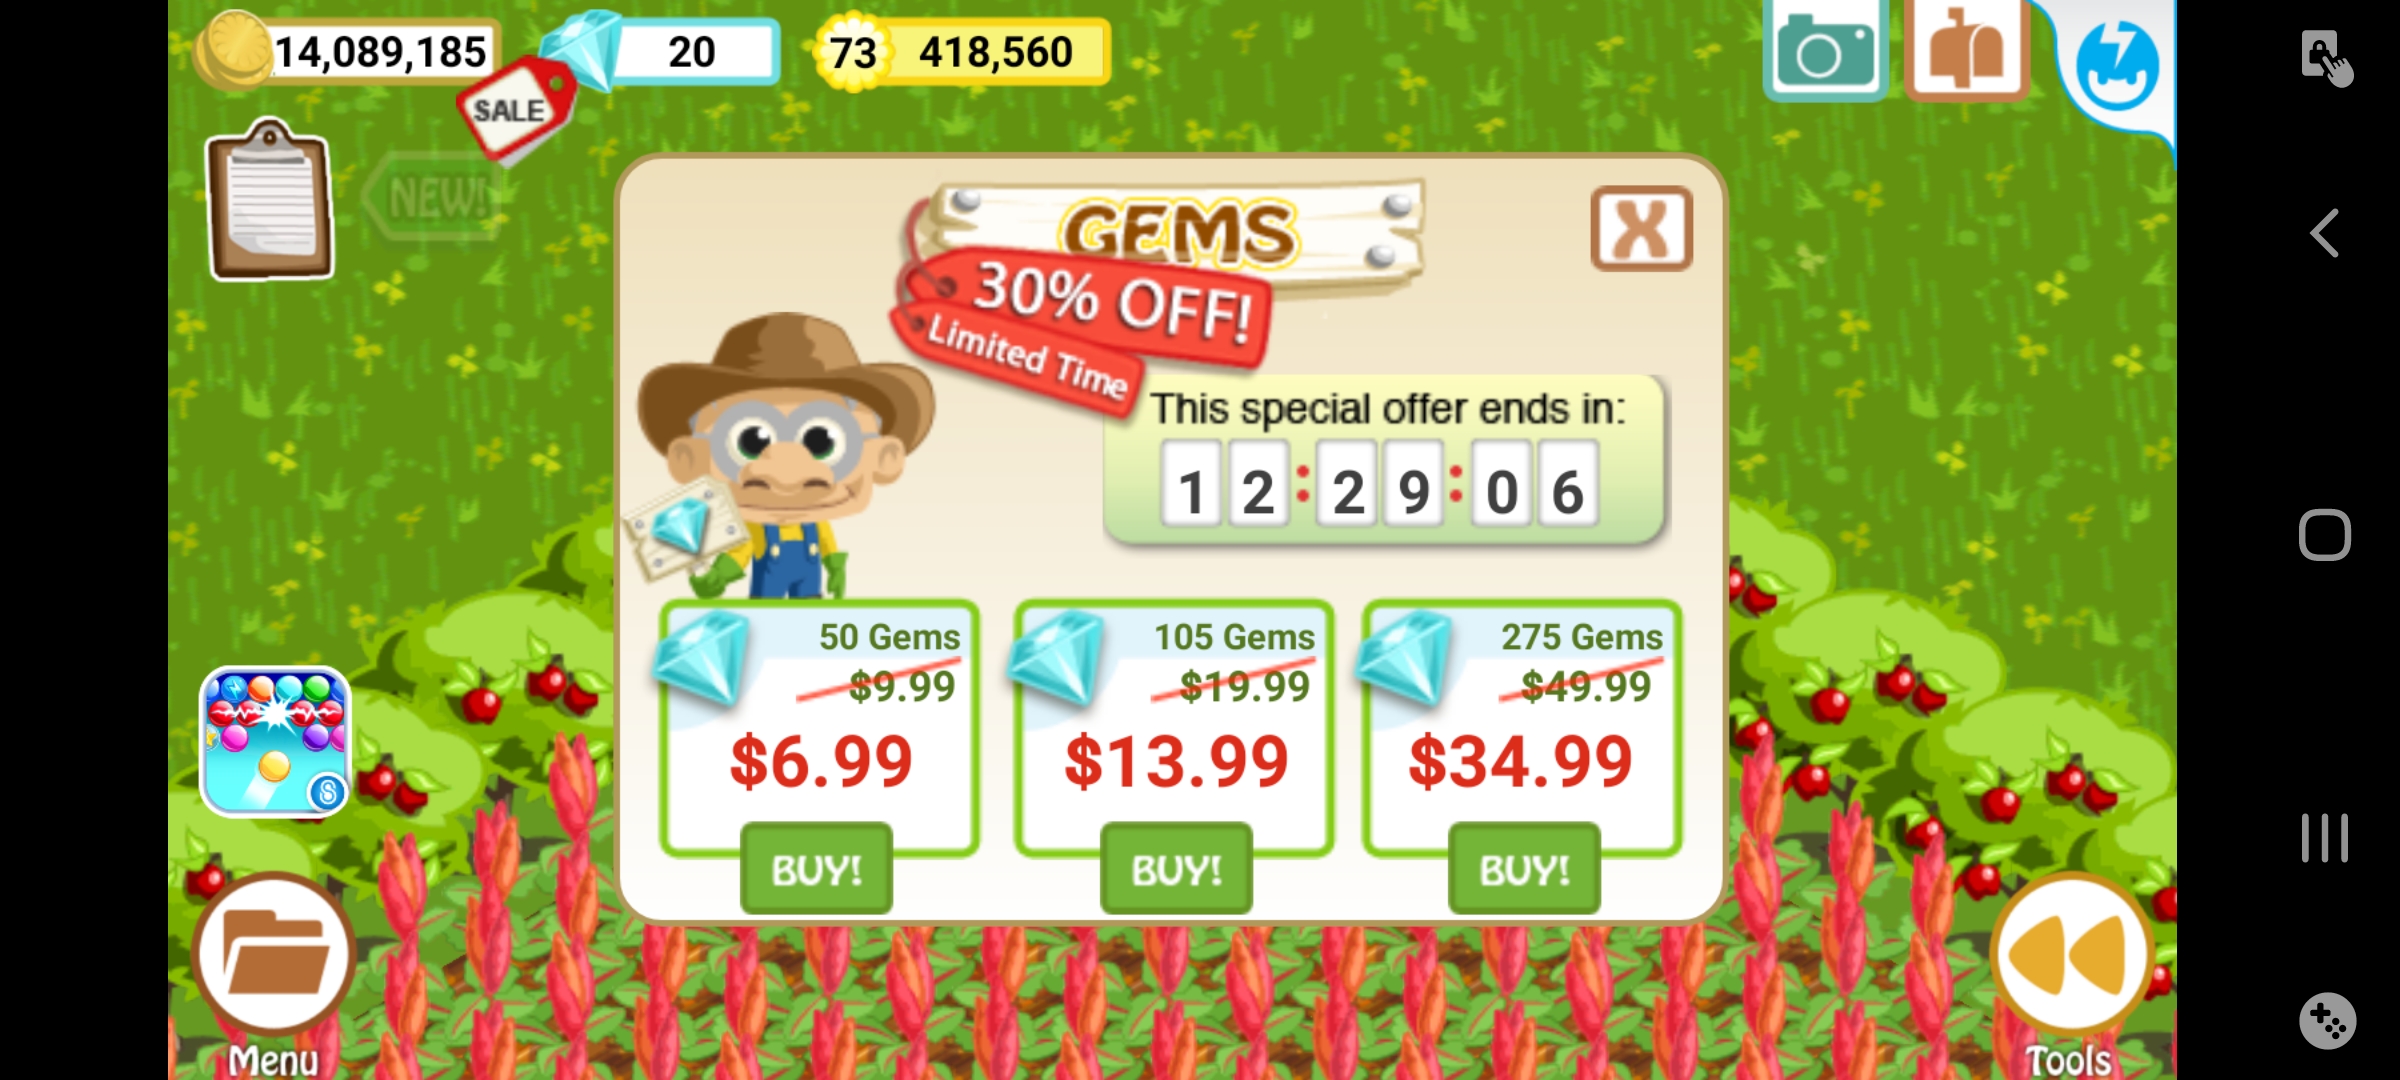 14,089,185
20
73
418,560
SALE
NEW!
GEMS
30% OFF!
Limited Time
This special offer ends in:
12:29:06
50 Gems
$9.99
$6.99
BUY!
105 Gems
$19.99
$13.99
BUY!
275 Gems
$49.99
$34.99
BUY!
Menu
Tools